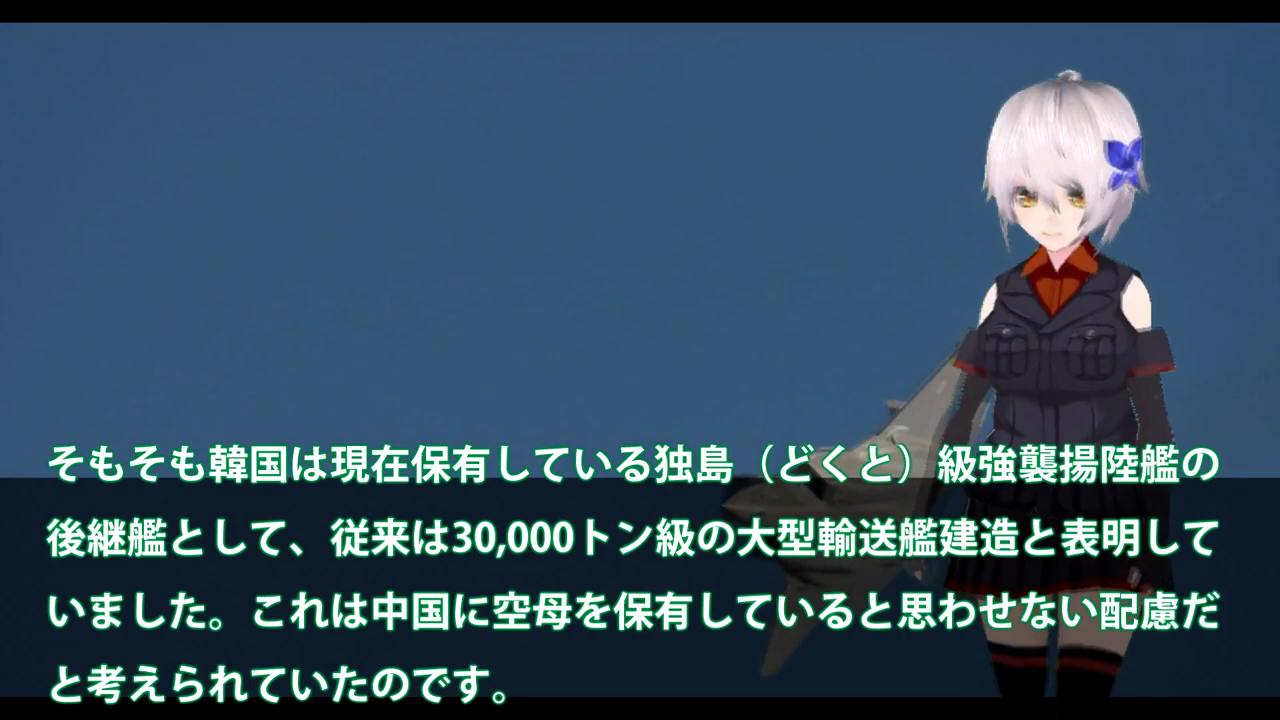 そもそも韓国は現在保有している独島（どくと）級強襲揚陸艦の
後継艦として、従来は30,000トン級の大型輸送艦建造と表明して
いました。これは中国に空母を保有していると思わせない配慮だ
と考えられていたのです。